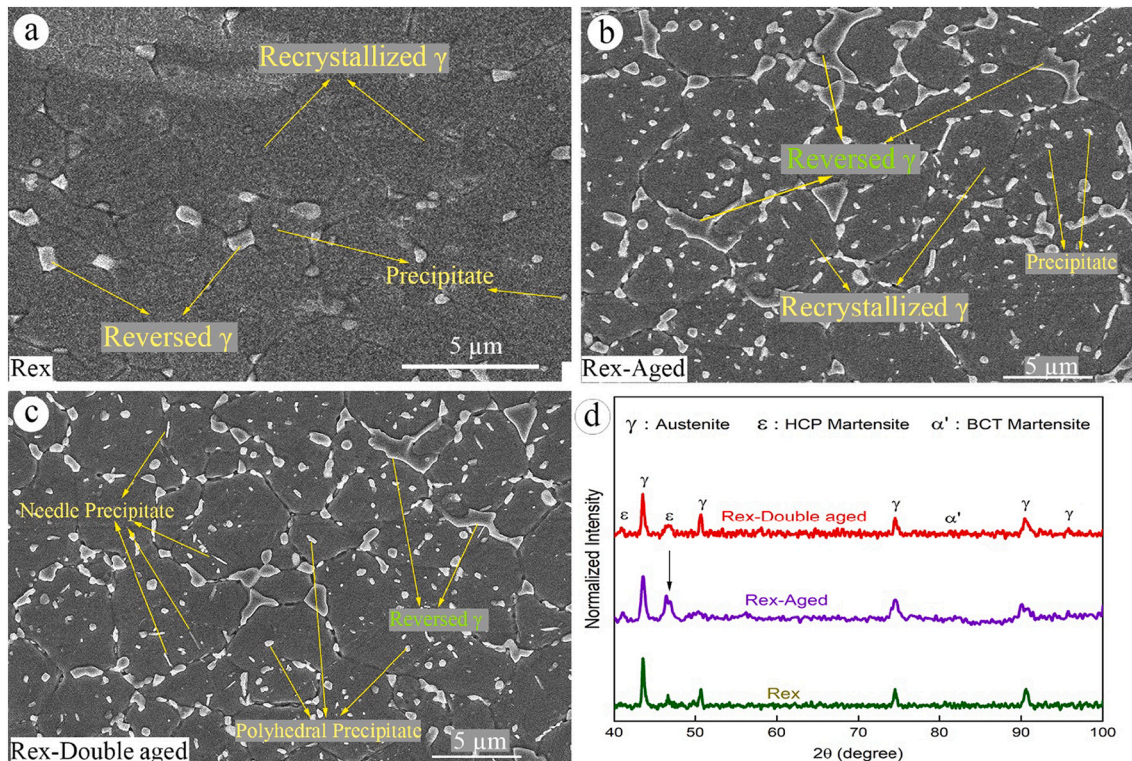 a
Recrystallized γ
Precipitate
Reversed γ
Rex
5 μm
b
Reversed γ
Precipitate
Recrystallized γ
Rex-Aged
5 μm
c
Needle Precipitate
Reversed γ
Polyhedral Precipitate
Rex-Double aged
5 μm
d
γ : Austenite ε : HCP Martensite α' : BCT Martensite
γ
ε ε γ γ α' γ γ
Rex-Double aged
Rex-Aged
Rex
Normalized Intensity
40 50 60 70 80 90 100
2θ (degree)